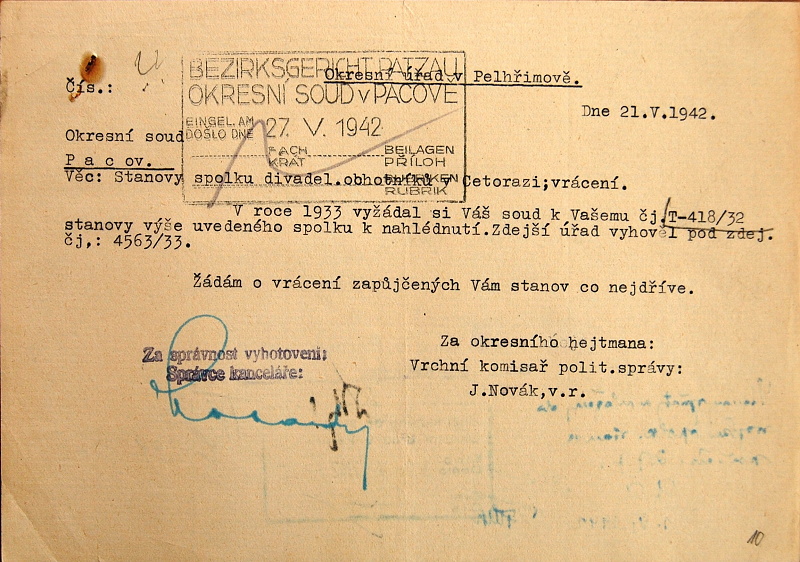 Okresní úřad v Pelhřimově.
Čís.:
BEZIRKSGERICHT PATZAU
OKRESNÍ SOUD v PACOVĚ
EINGEL. AM
DOŠLO DNE 27. V. 1942
FACH BEILAGEN
KRÁT PŘÍLOH
RUBRIKEN
RUBRIK
Dne 21.V.1942.
Okresní soud
P a c ov.
Věc: Stanovy spolku divadel.ochotníků v Cetorazi;vrácení.
V roce 1933 vyžádal si Váš soud k Vašemu čj. T-418/32
stanovy výše uvedeného spolku k nahlédnutí.Zdejší úřad vyhověl pod zdej.
čj,: 4563/33.
Žádám o vrácení zapůjčených Vám stanov co nejdříve.
Za okresního hejtmana:
Vrchní komisař polit.správy:
J.Novák,v.r.
Za správnost vyhotovení:
Správce kanceláře:
10